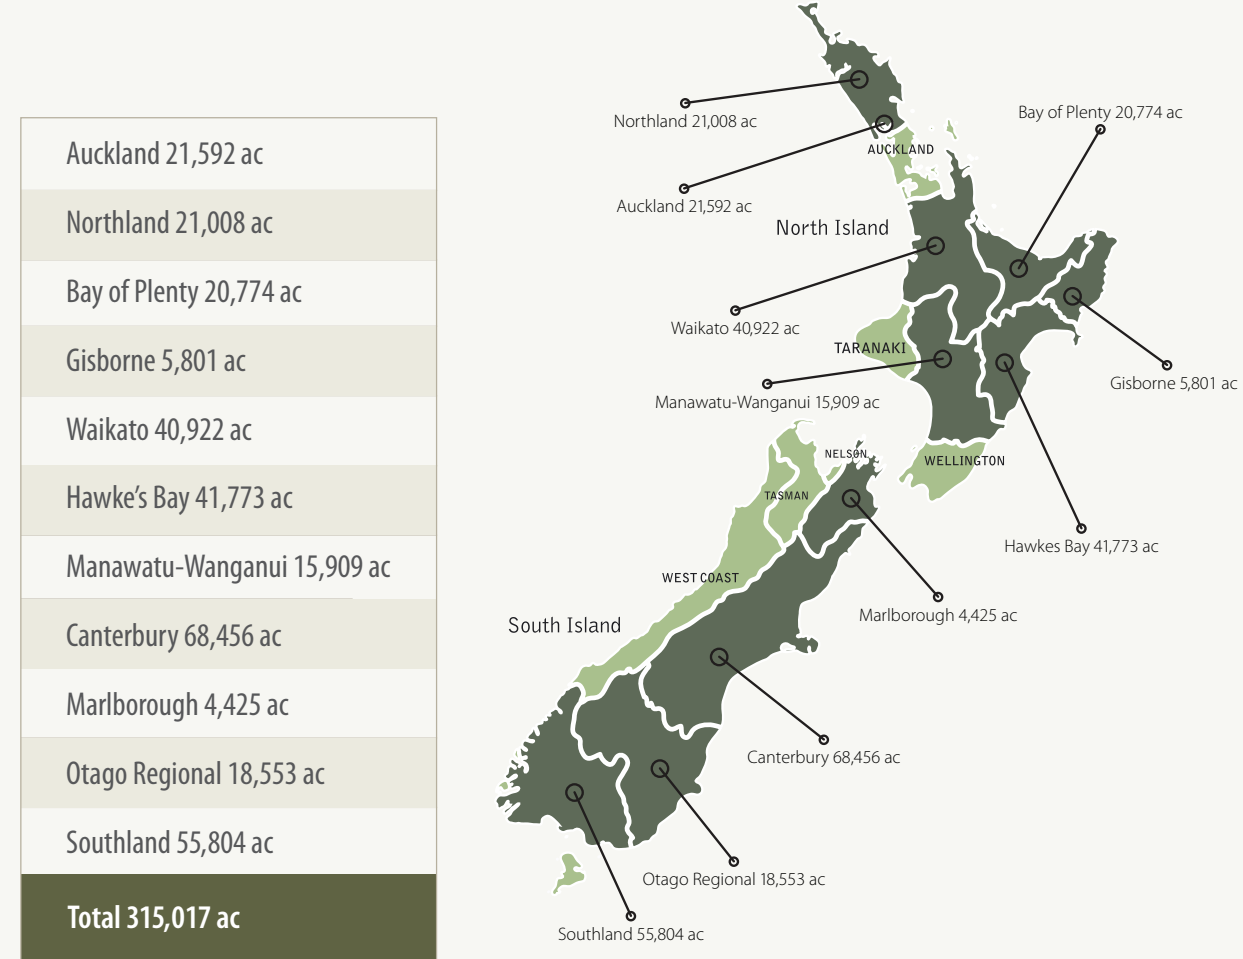 Auckland 21,592 ac
Northland 21,008 ac
Bay of Plenty 20,774 ac
Gisborne 5,801 ac
Waikato 40,922 ac
Hawke's Bay 41,773 ac
Manawatu-Wanganui 15,909 ac
Canterbury 68,456 ac
Marlborough 4,425 ac
Otago Regional 18,553 ac
Southland 55,804 ac
Total 315,017 ac
Northland 21,008 ac
Bay of Plenty 20,774 ac
AUCKLAND
Auckland 21,592 ac
North Island
Waikato 40,922 ac
TARANAKI
Gisborne 5,801 ac
Manawatu-Wanganui 15,909 ac
NELSON
WELLINGTON
TASMAN
Hawkes Bay 41,773 ac
WEST COAST
Marlborough 4,425 ac
South Island
Canterbury 68,456 ac
Otago Regional 18,553 ac
Southland 55,804 ac